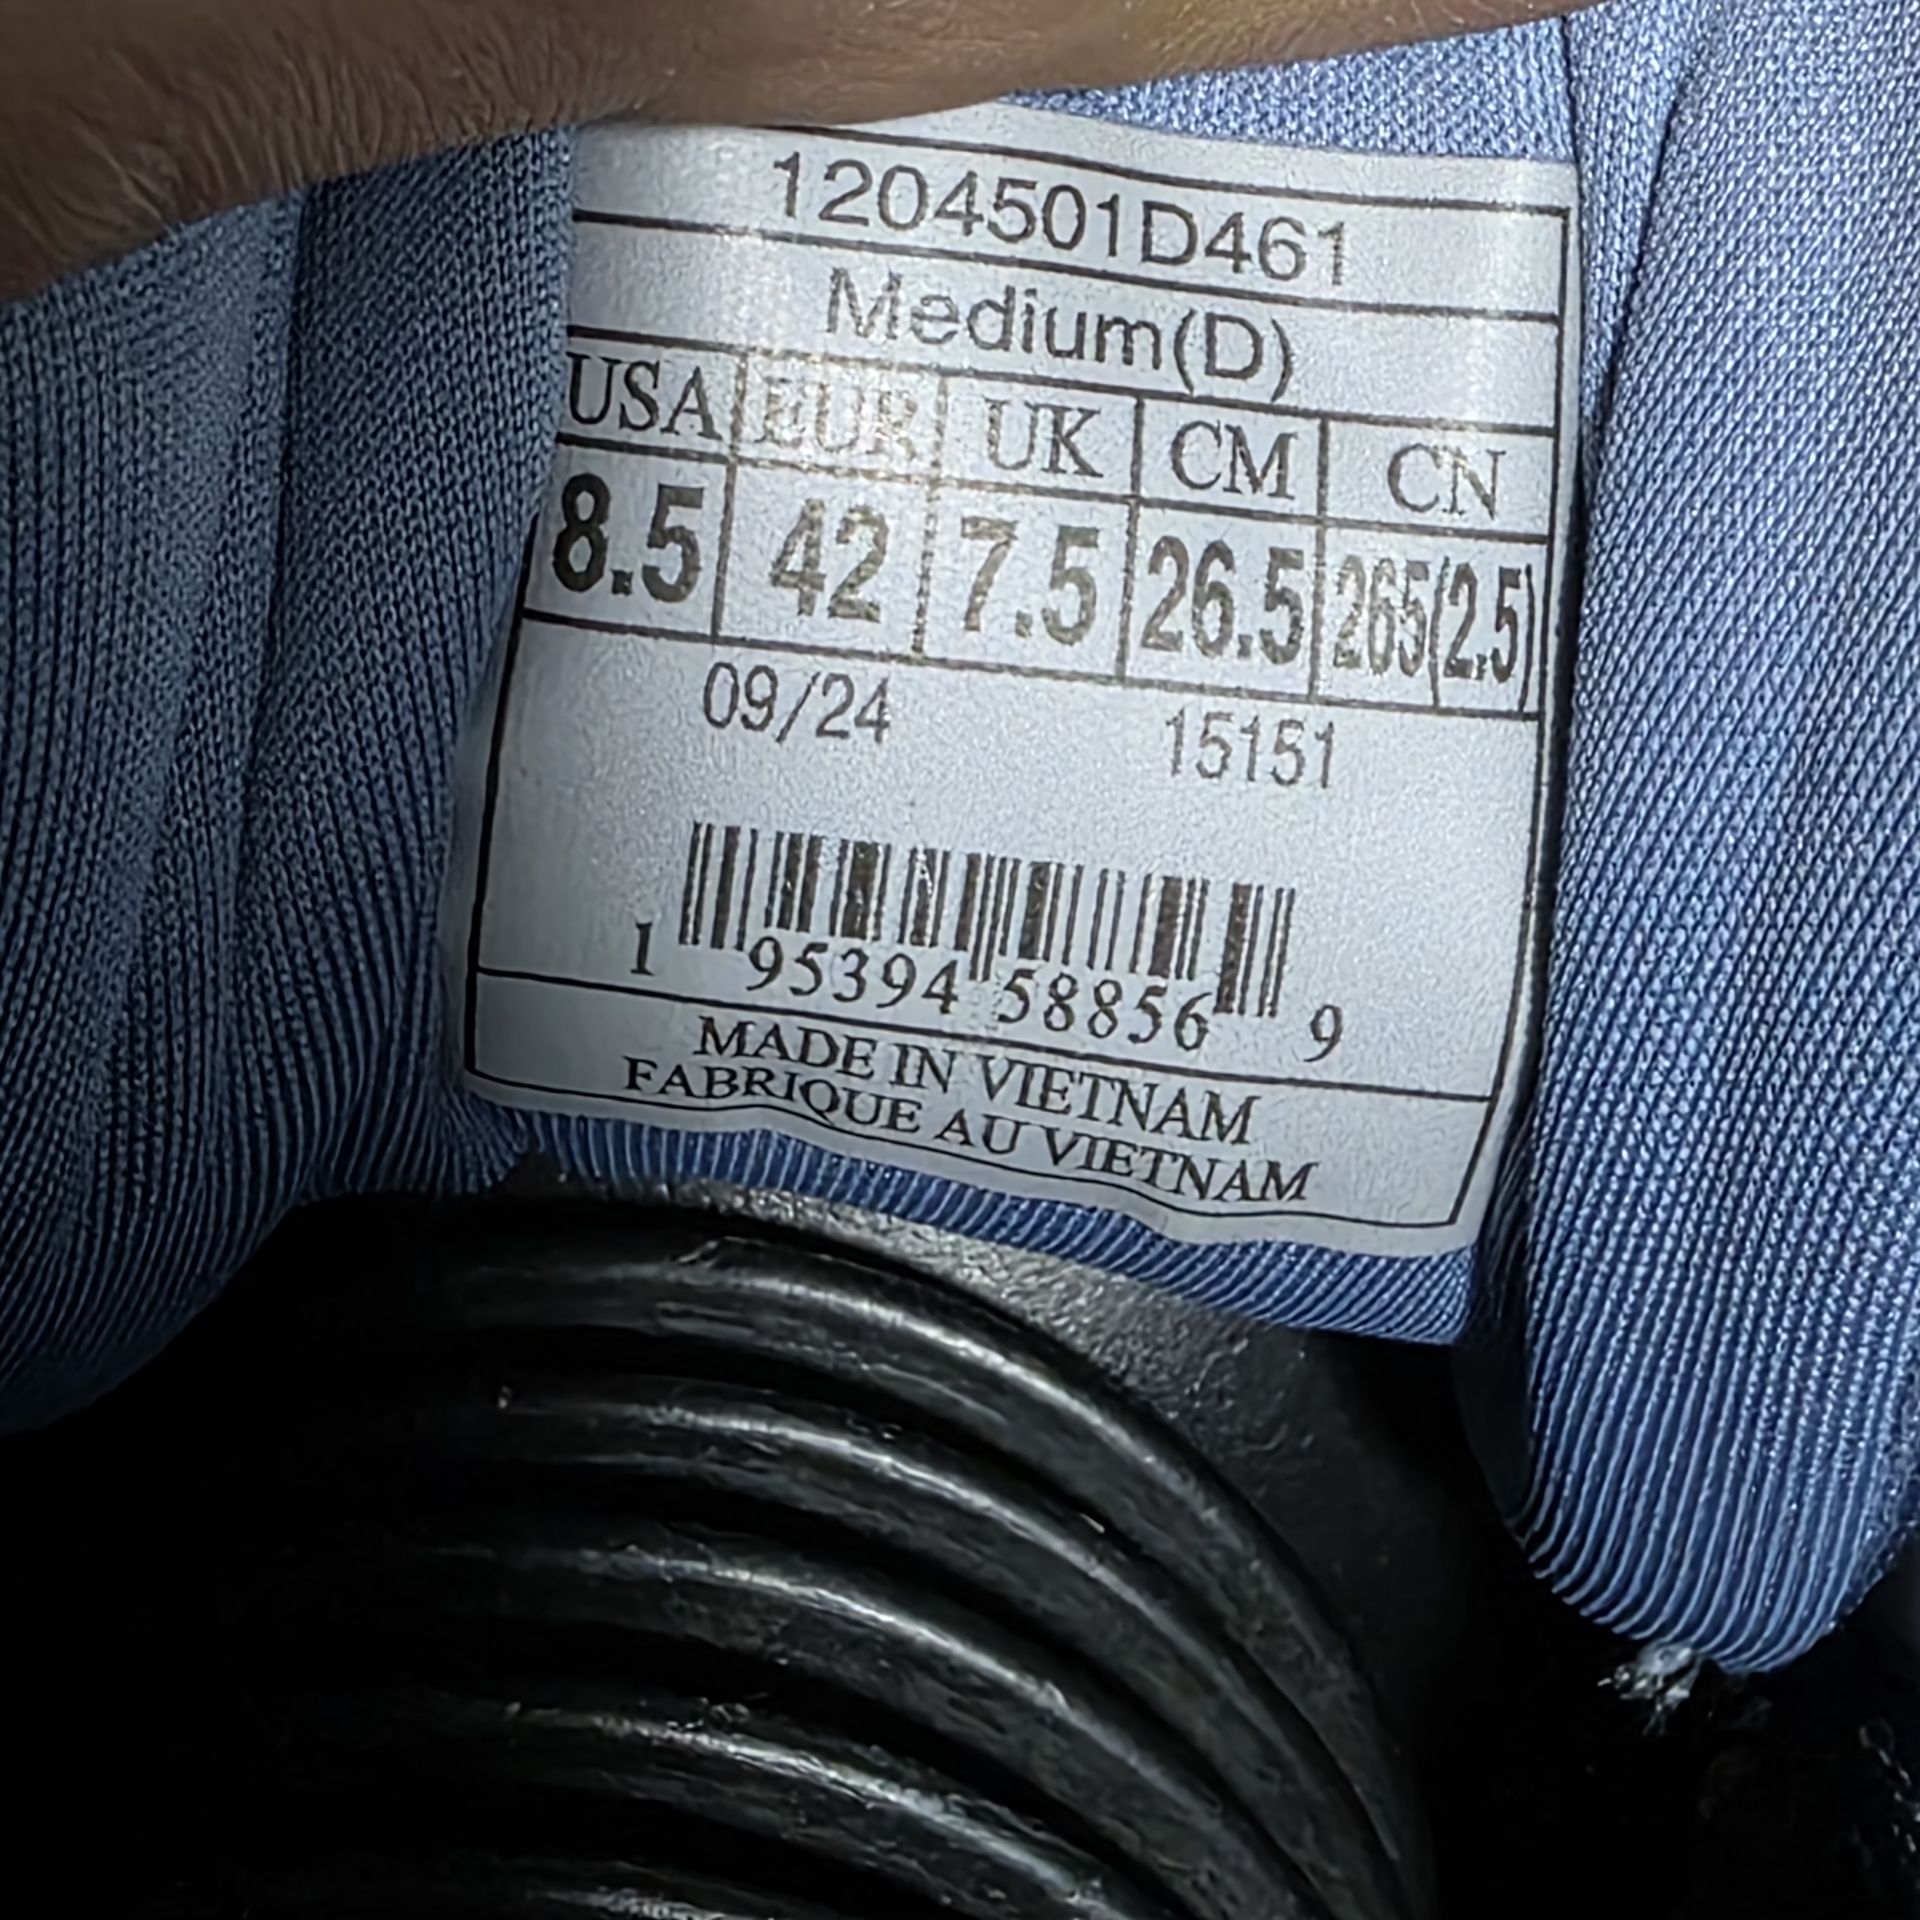 1204501D461
Medium(D)
USA EUR UK CM CN
8.5 42 7.5 26.5 265(2.5)
09/24 15151
1 95394 58856 9
MADE IN VIETNAM
FABRIQUE AU VIETNAM